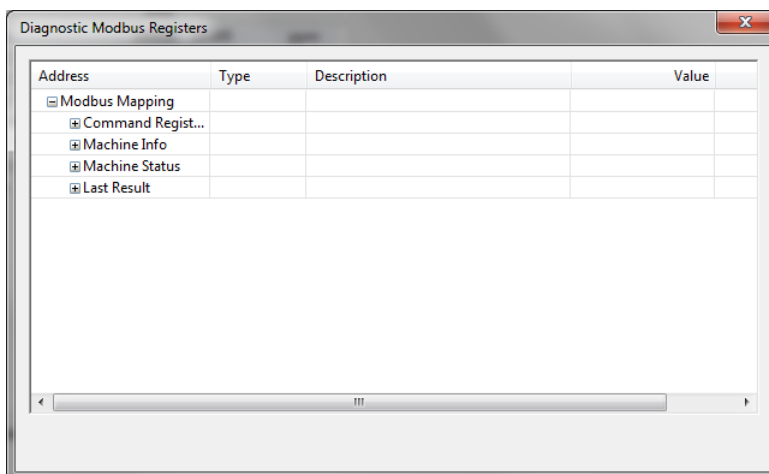 Diagnostic Modbus Registers
Address Type Description Value
Modbus Mapping
Command Regist...
Machine Info
Machine Status
Last Result